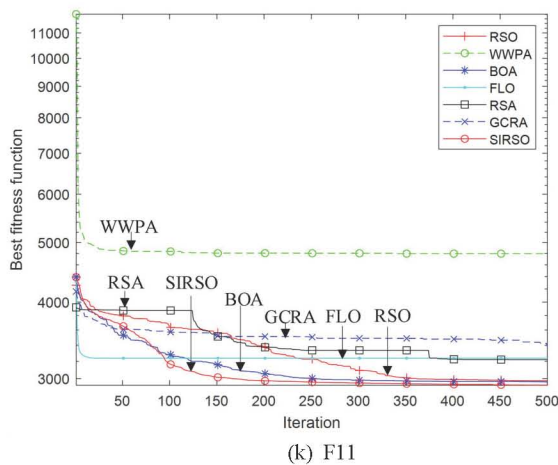 11000
10000
9000
8000
7000
6000
5000
4000
3000
Best fitness function
RSO
WWPA
BOA
FLO
RSA
GCRA
SIRSO
WWPA
RSA
SIRSO
BOA
GCRA
FLO
RSO
50 100 150 200 250 300 350 400 450 500
Iteration
(k) F11